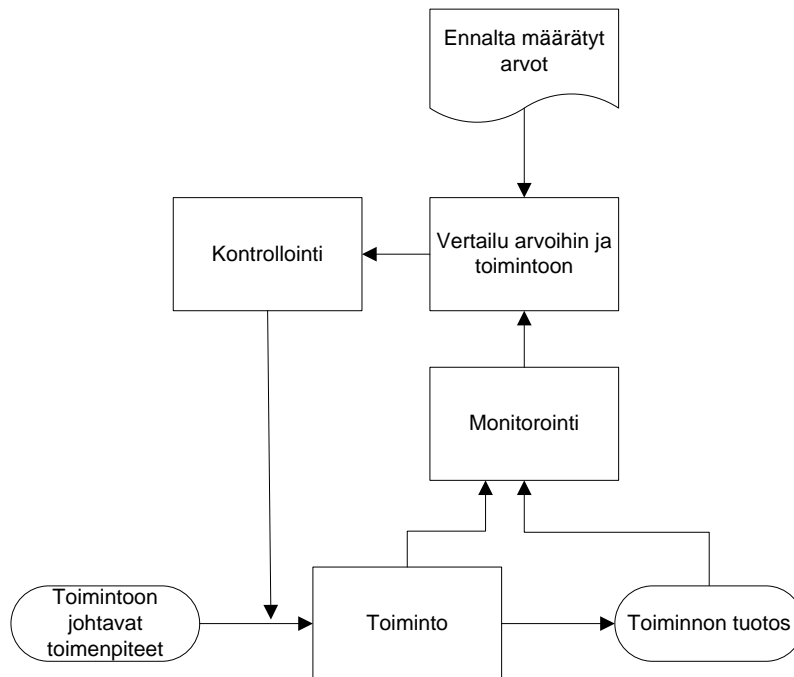 Ennalta määrätyt
arvot
Kontrollointi
Vertailu arvoihin ja
toimintoon
Monitorointi
Toimintoon
johtavat
toimenpiteet
Toiminto
Toiminnon tuotos